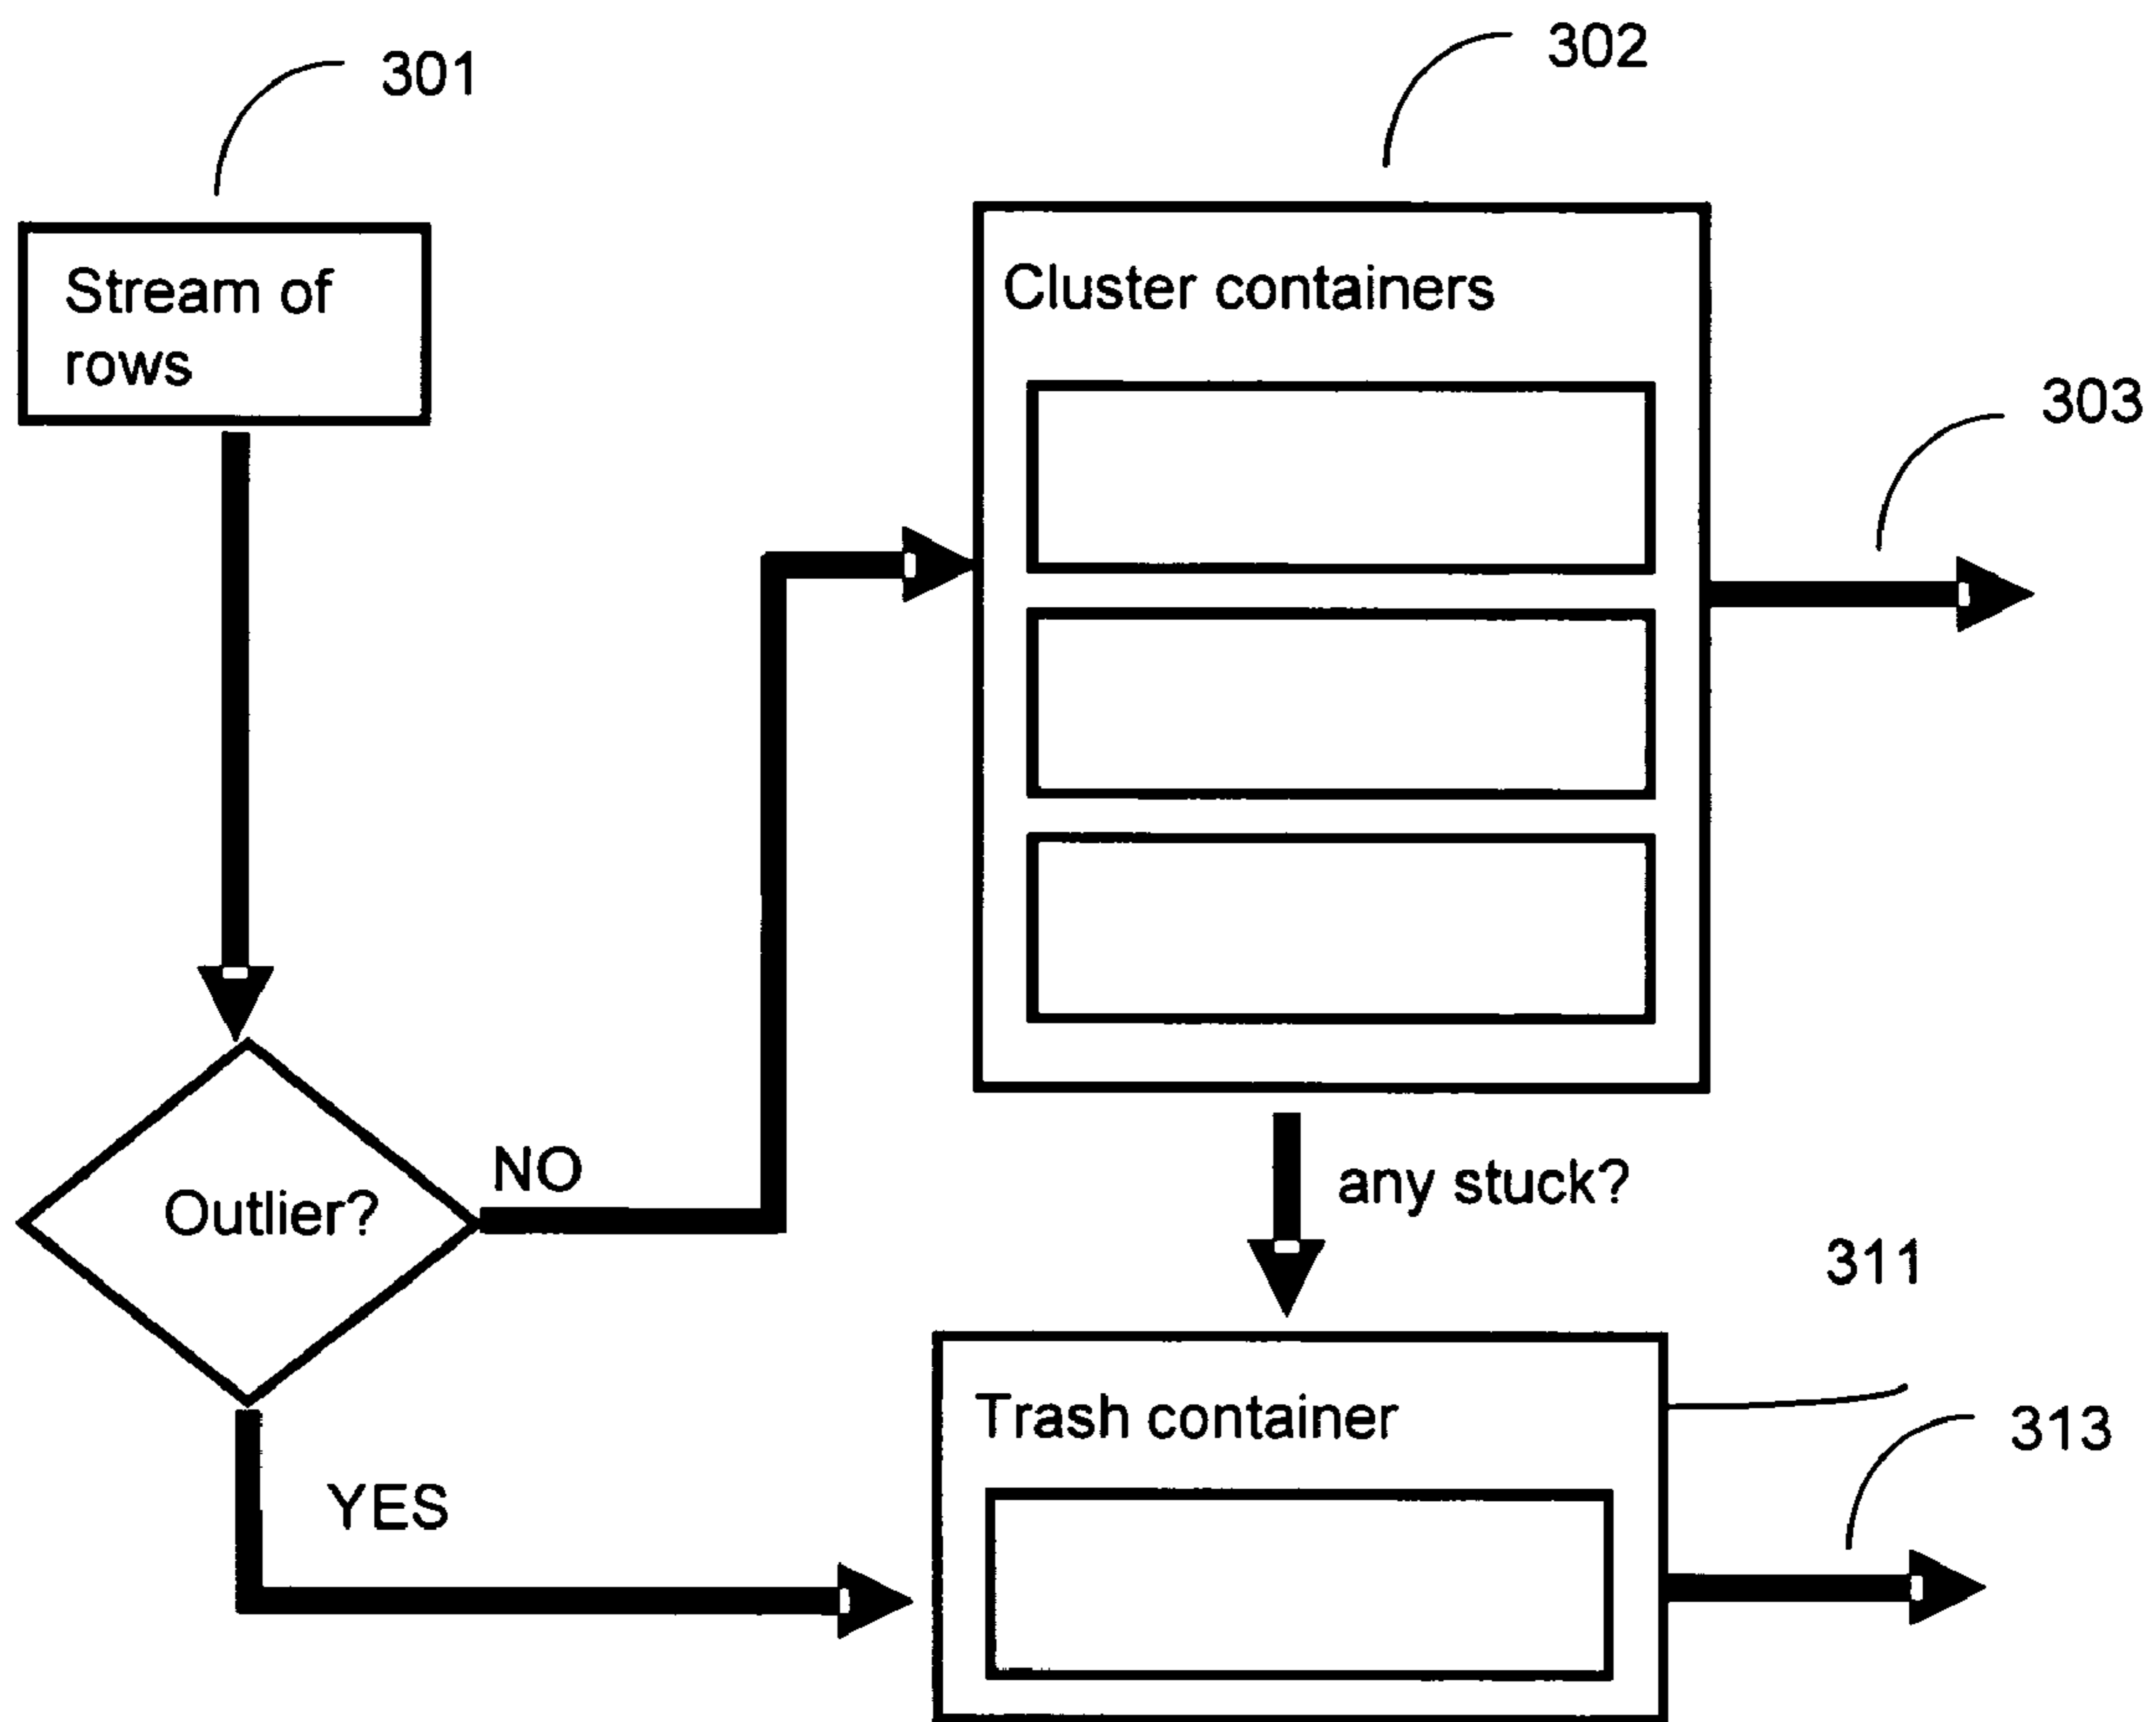 301
302
Stream of
rows
Cluster containers
303
NO
any stuck?
Outlier?
311
Trash container
313
YES